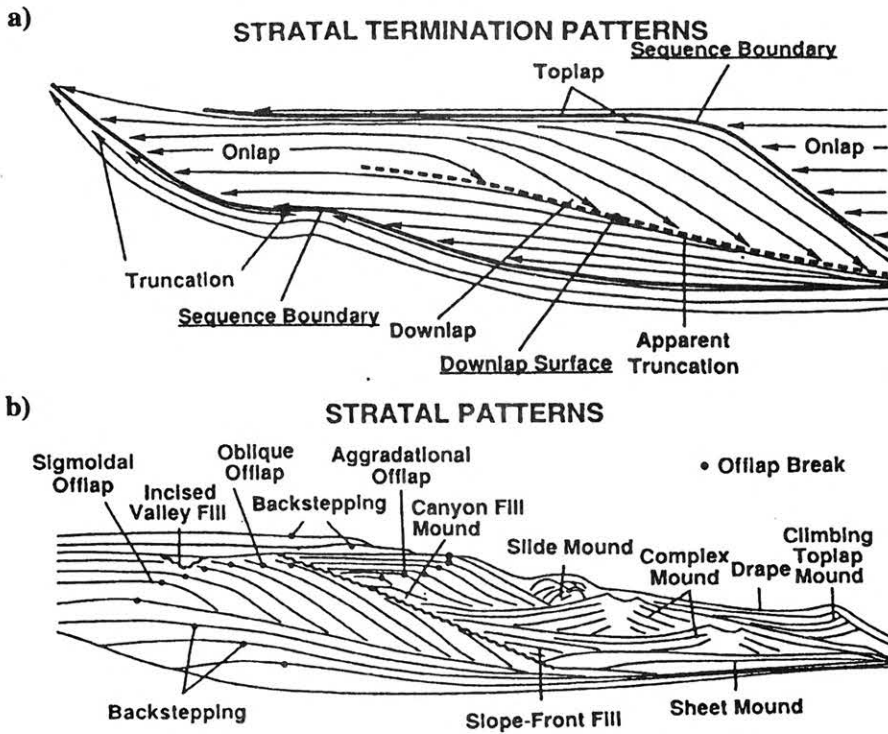 a)
STRATAL TERMINATION PATTERNS
Sequence Boundary
Toplap
Onlap
Onlap
Truncation
Sequence Boundary
Downlap
Downlap Surface
Apparent
Truncation
b)
STRATAL PATTERNS
Sigmoidal
Offlap
Incised
Valley Fill
Oblique
Offlap
Backstepping
Aggradational
Offlap
Canyon Fill
Mound
• Offlap Break
Slide Mound
Complex
Mound
Drape
Climbing
Toplap
Mound
Backstepping
Slope-Front Fill
Sheet Mound